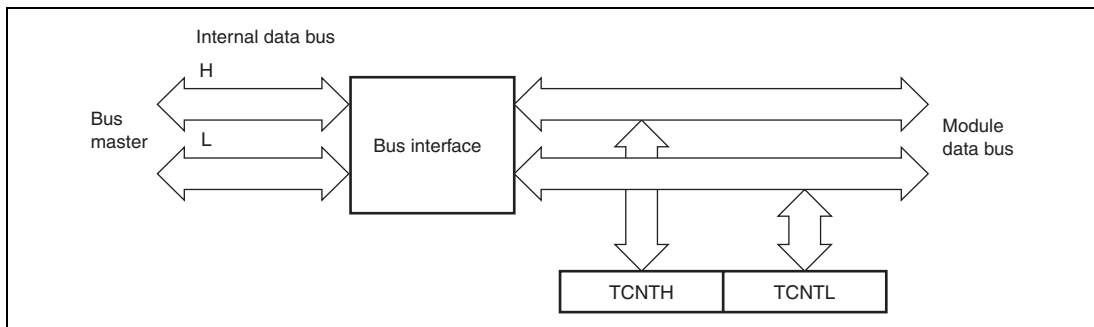 Internal data bus
H
Bus
master
L
Bus interface
Module
data bus
TCNTH
TCNTL